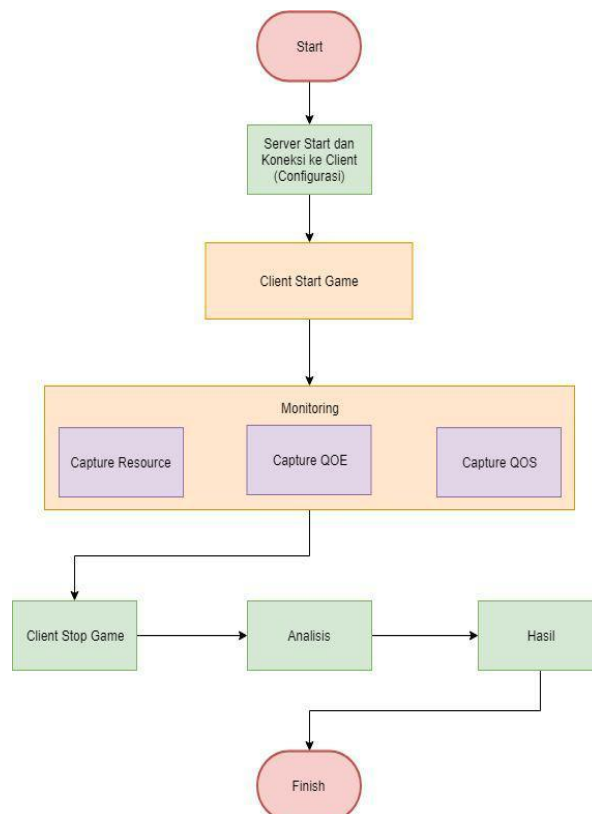 Start
Server Start dan
Koneksi ke Client
(Configurasi)
Client Start Game
Monitoring
Capture Resource
Capture QOE
Capture QOS
Client Stop Game
Analisis
Hasil
Finish